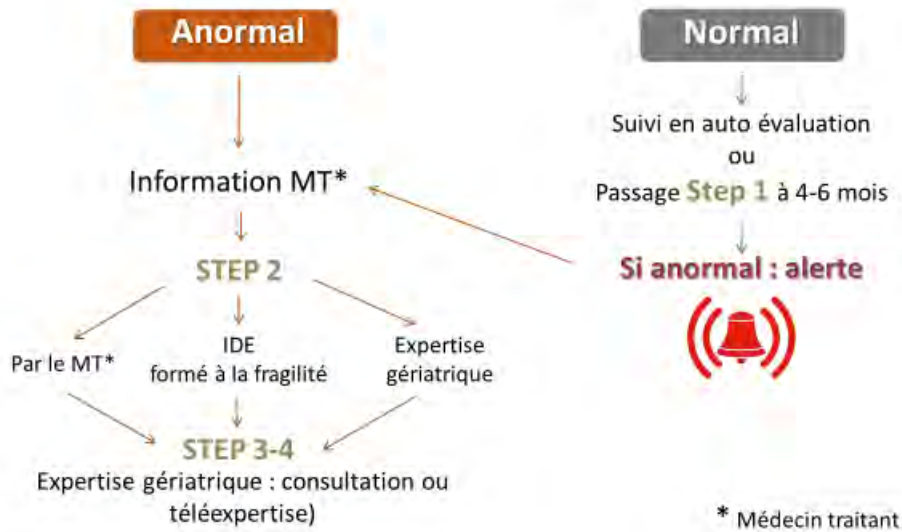 Anormal
Normal
Suivi en auto évaluation
ou
Passage Step 1 à 4-6 mois
Information MT*
Si anormal : alerte
STEP 2
Par le MT*
IDE
formé à la fragilité
Expertise
gériatrique
STEP 3-4
Expertise gériatrique : consultation ou
téléexpertise)
* Médecin traitant